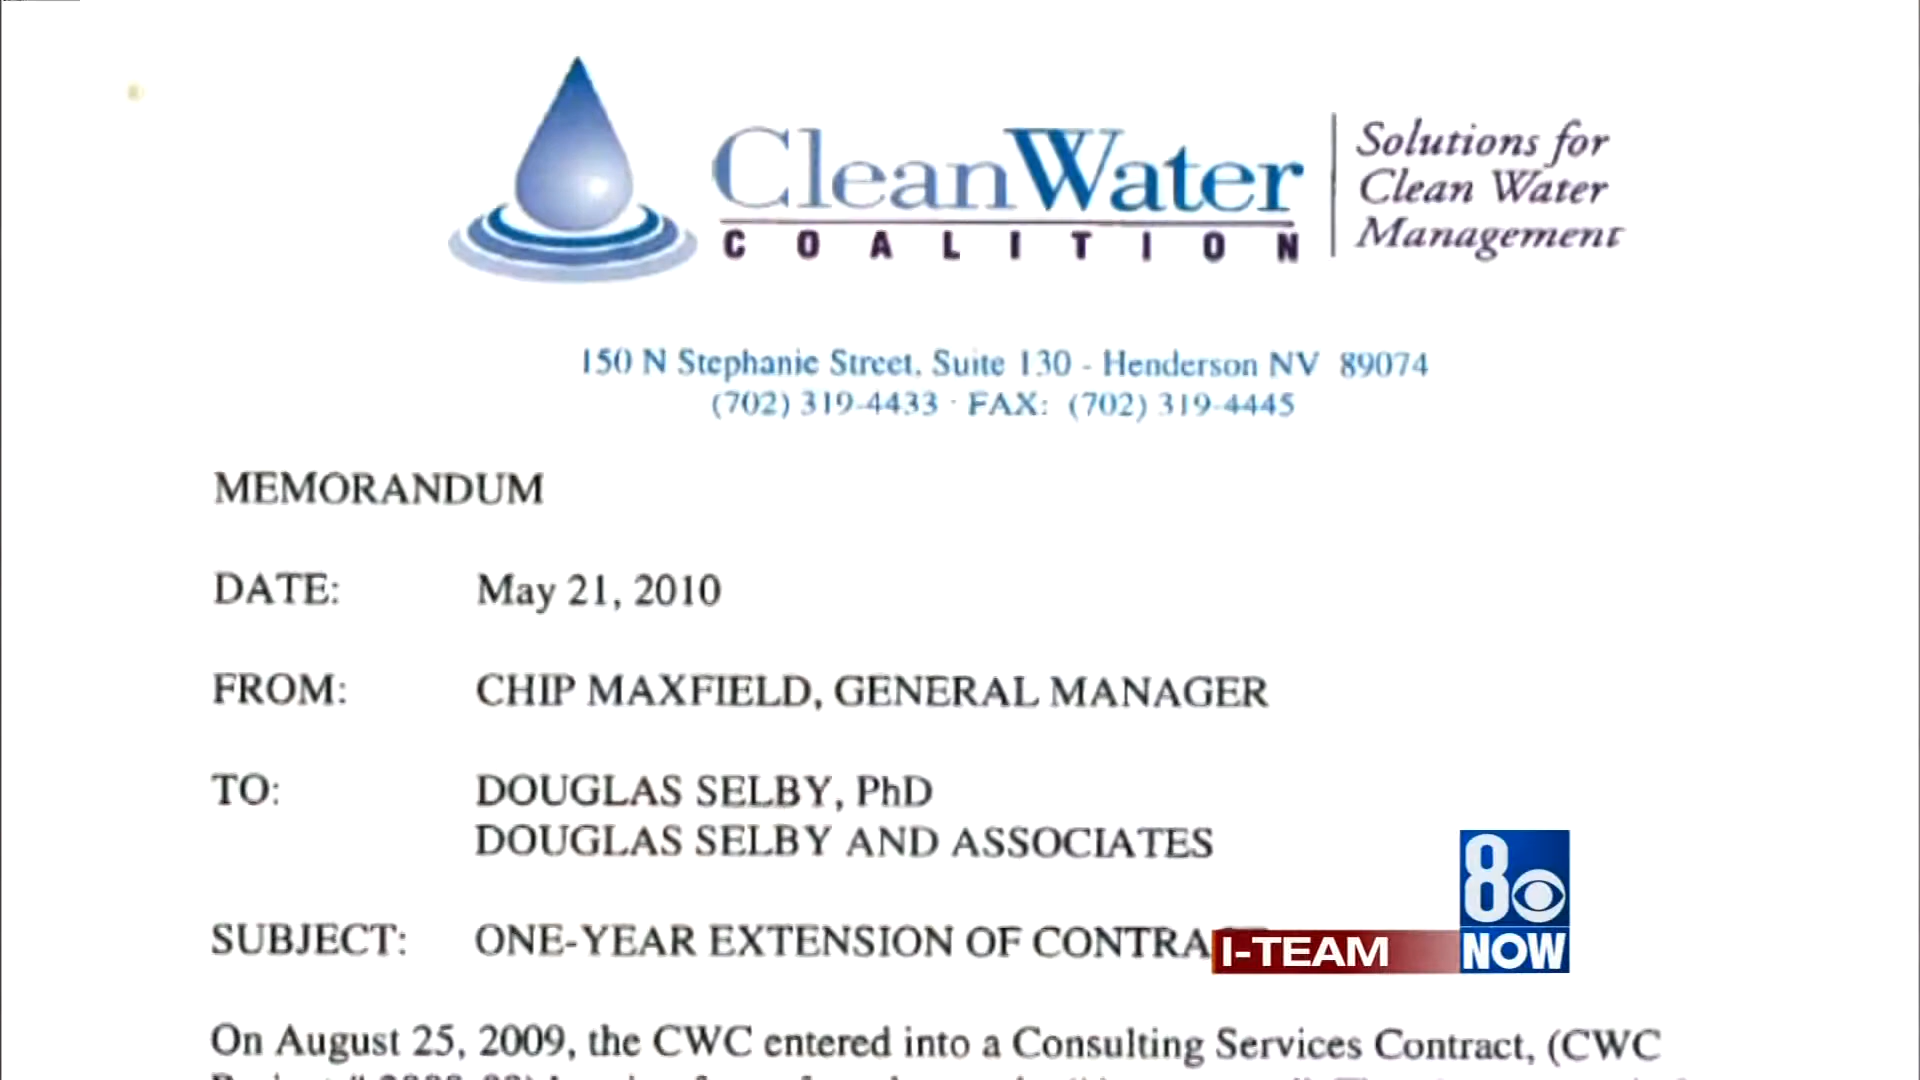 CleanWater
COALITION
Solutions for
Clean Water
Management
150 N Stephanie Street, Suite 130 - Henderson NV 89074
(702) 319-4433 · FAX: (702) 319-4445
MEMORANDUM
DATE: May 21, 2010
FROM: CHIP MAXFIELD, GENERAL MANAGER
TO: DOUGLAS SELBY, PhD
DOUGLAS SELBY AND ASSOCIATES
SUBJECT: ONE-YEAR EXTENSION OF CONTRA
I-TEAM
8
NOW
On August 25, 2009, the CWC entered into a Consulting Services Contract, (CWC